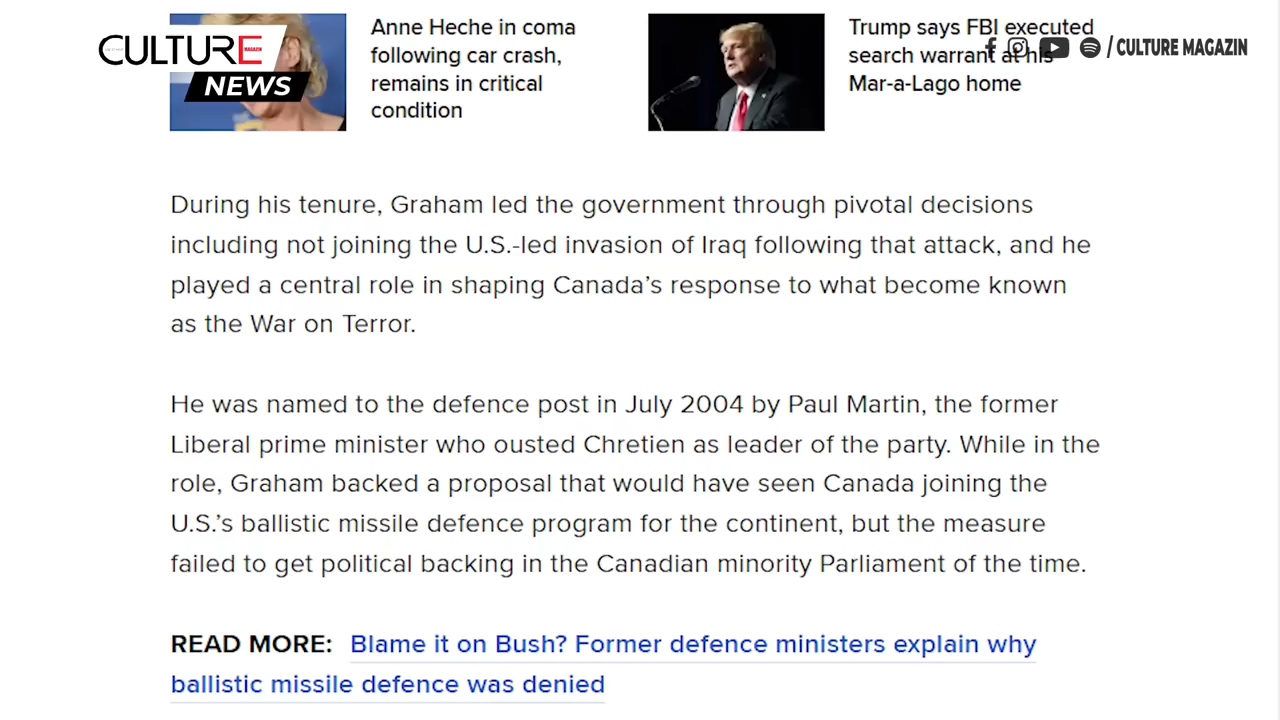 CULTURE
MAGAZIN
NEWS
Anne Heche in coma
following car crash,
remains in critical
condition
Trump says FBI executed
search warrant at his
Mar-a-Lago home
/ CULTURE MAGAZIN
During his tenure, Graham led the government through pivotal decisions
including not joining the U.S.-led invasion of Iraq following that attack, and he
played a central role in shaping Canada’s response to what become known
as the War on Terror.
He was named to the defence post in July 2004 by Paul Martin, the former
Liberal prime minister who ousted Chretien as leader of the party. While in the
role, Graham backed a proposal that would have seen Canada joining the
U.S.’s ballistic missile defence program for the continent, but the measure
failed to get political backing in the Canadian minority Parliament of the time.
READ MORE: Blame it on Bush? Former defence ministers explain why
ballistic missile defence was denied